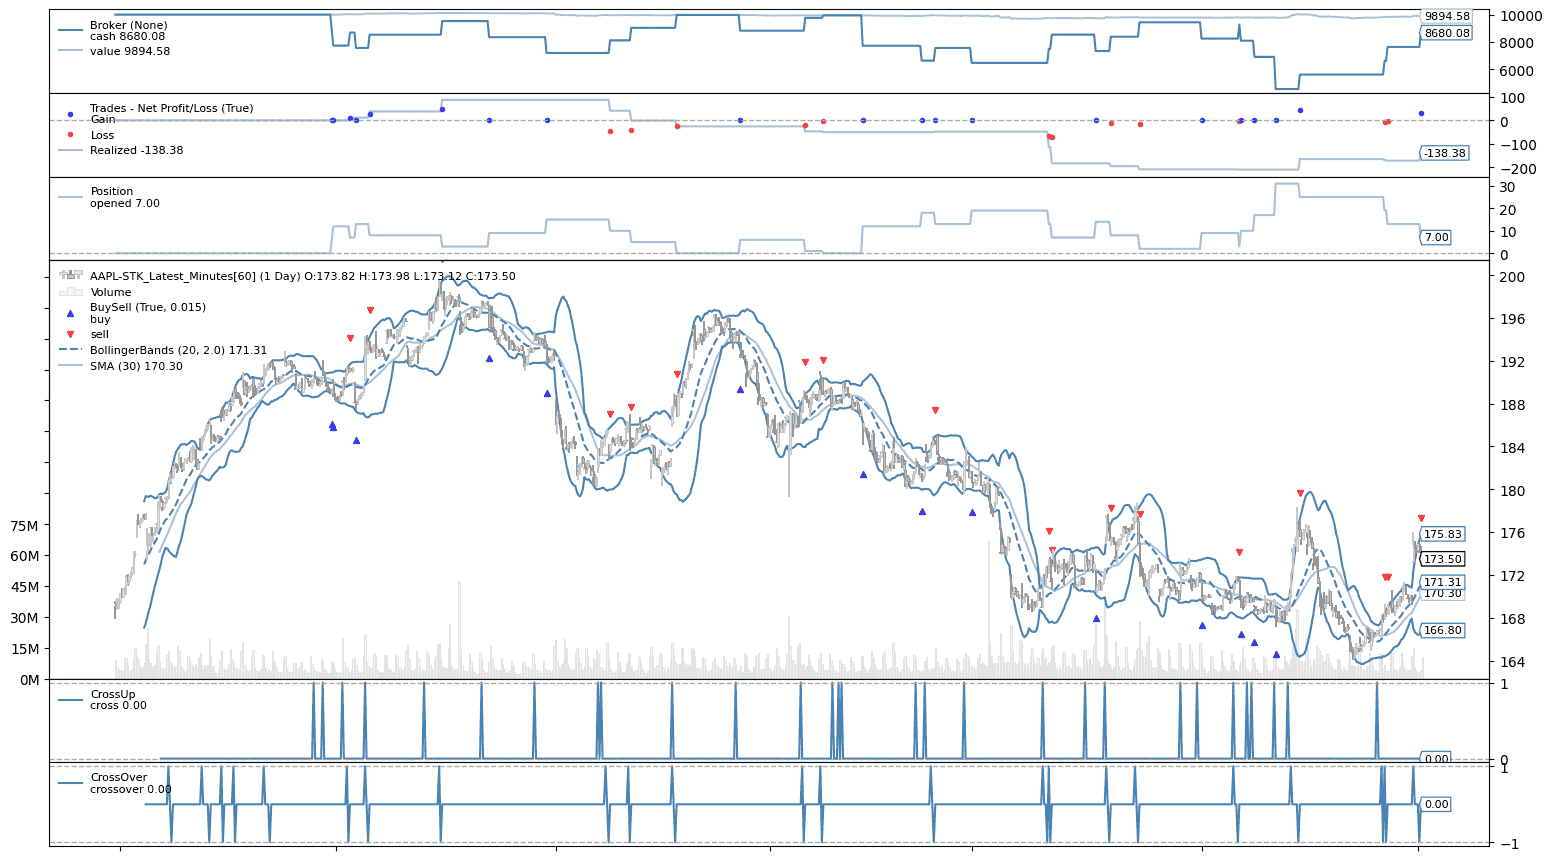 Broker (None)
cash 8680.08
value 9894.58
10000
8000
6000
9894.58
8680.08
Trades - Net Profit/Loss (True)
Gain
Loss
Realized -138.38
100
0
−100
−200
-138.38
Position
opened 7.00
30
20
10
0
7.00
AAPL-STK_Latest_Minutes[60] (1 Day) O:173.82 H:173.98 L:173.12 C:173.50
Volume
BuySell (True, 0.015)
buy
sell
BollingerBands (20, 2.0) 171.31
SMA (30) 170.30
75M
60M
45M
30M
15M
0M
200
196
192
188
184
180
176
172
168
164
175.83
173.50
171.31
170.30
166.80
CrossUp
cross 0.00
1
0
0.00
CrossOver
crossover 0.00
1
−1
0.00